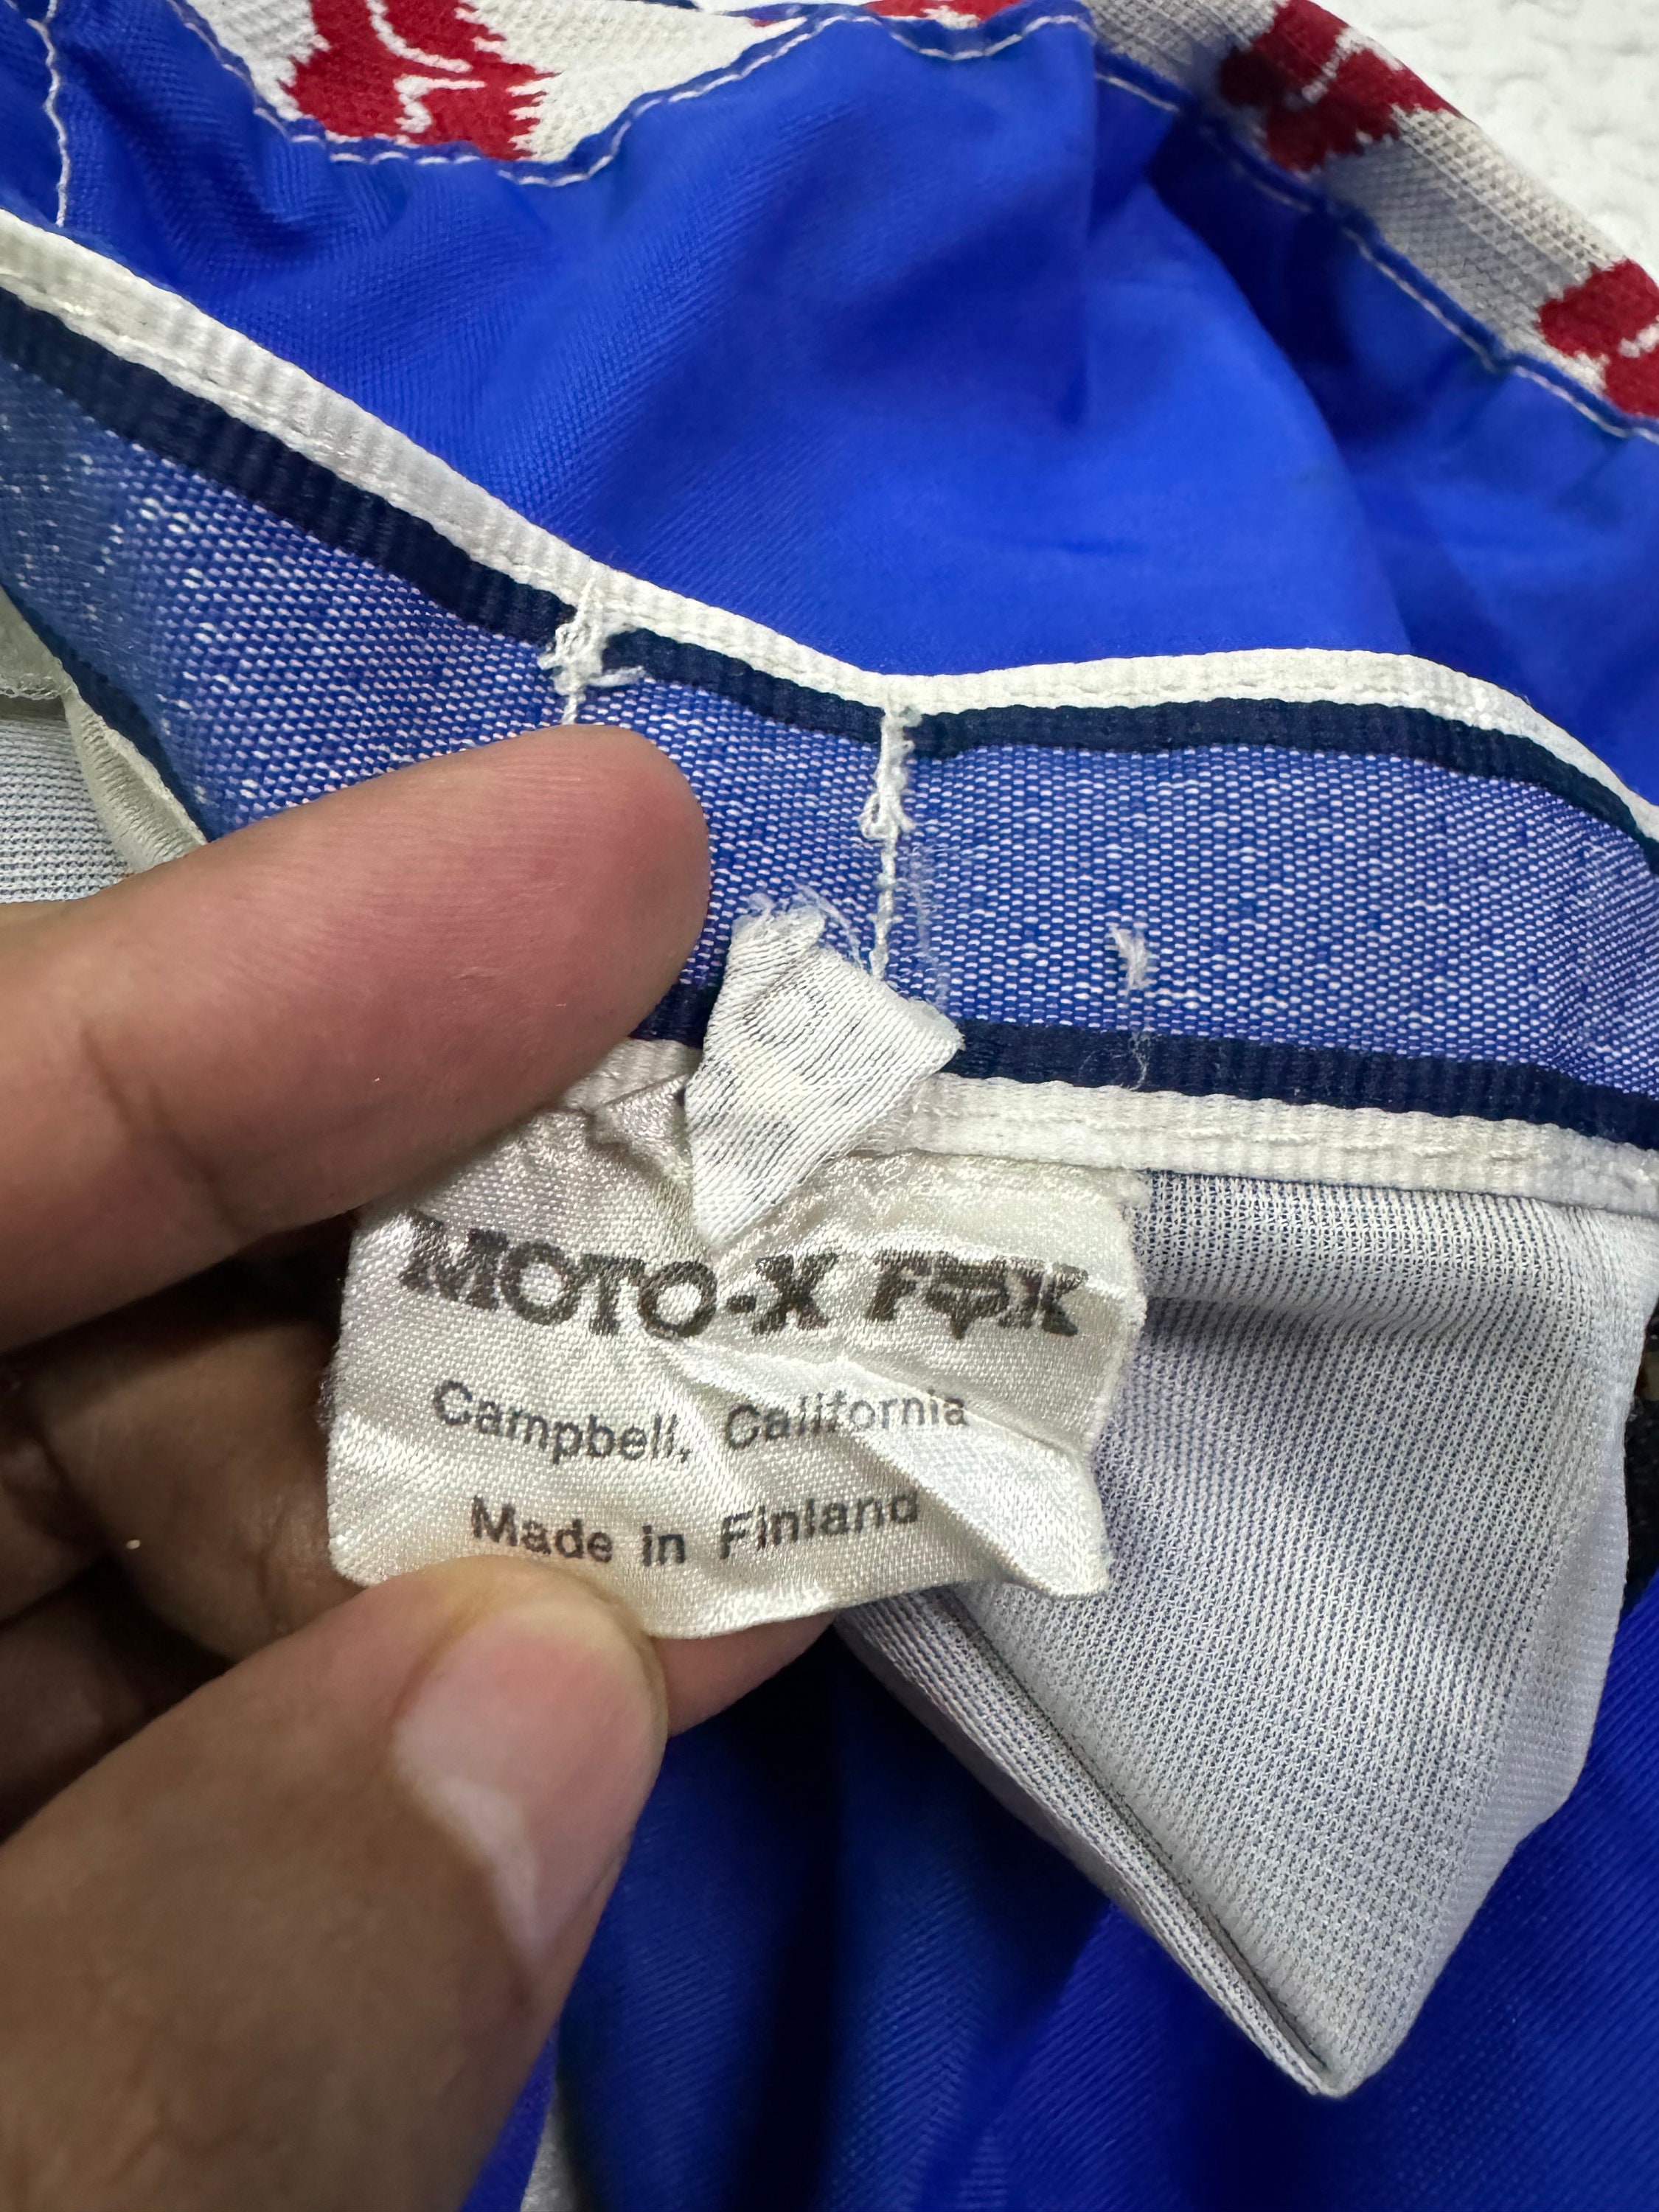 MOTO-X FOX
Campbell, California
Made in Finland